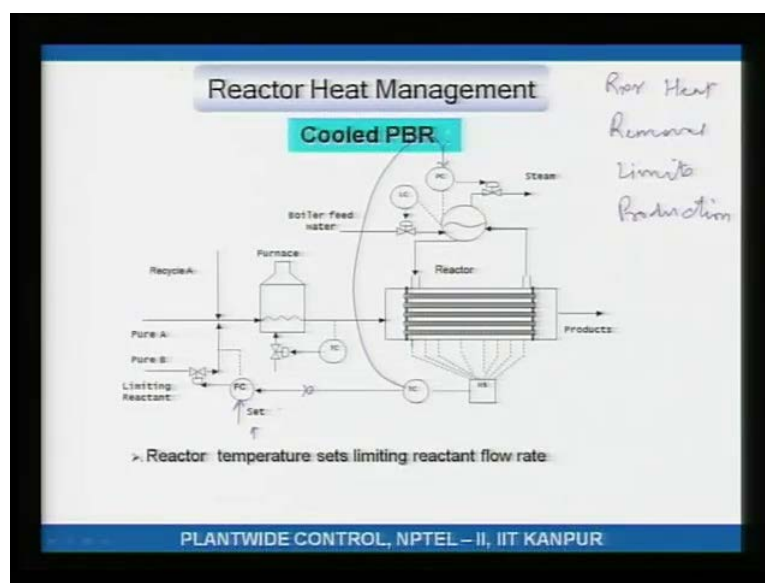 Reactor Heat Management
Cooled PBR
Rxr Heat
Removal
Limits
Production
PC
Steam
LC
Boiler feed
water
Furnace
Reactor
Recycle A
Pure A
TC
Products
Pure B
Limiting
Reactant
FC
TC
HS
Set
Reactor temperature sets limiting reactant flow rate
PLANTWIDE CONTROL, NPTEL – II, IIT KANPUR